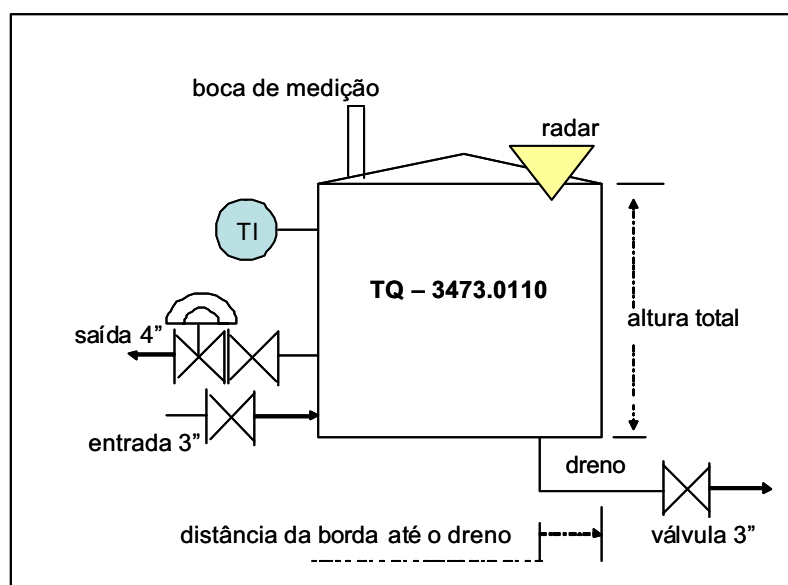 boca de medição
radar
TI
TQ – 3473.0110
altura total
saída 4”
entrada 3”
dreno
distância da borda até o dreno
válvula 3”